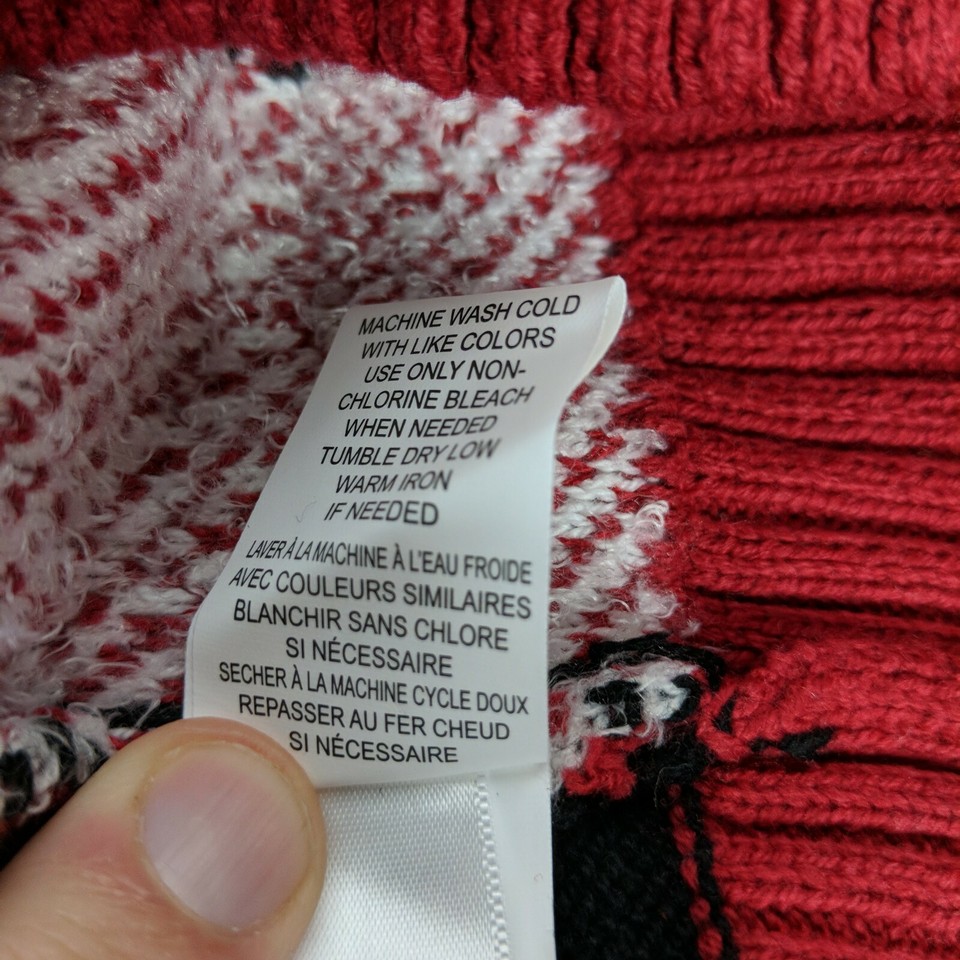 MACHINE WASH COLD
WITH LIKE COLORS
USE ONLY NON-
CHLORINE BLEACH
WHEN NEEDED
TUMBLE DRY LOW
WARM IRON
IF NEEDED
LAVER À LA MACHINE À L'EAU FROIDE
AVEC COULEURS SIMILAIRES
BLANCHIR SANS CHLORE
SI NÉCESSAIRE
SECHER À LA MACHINE CYCLE DOUX
REPASSER AU FER CHEUD
SI NÉCESSAIRE